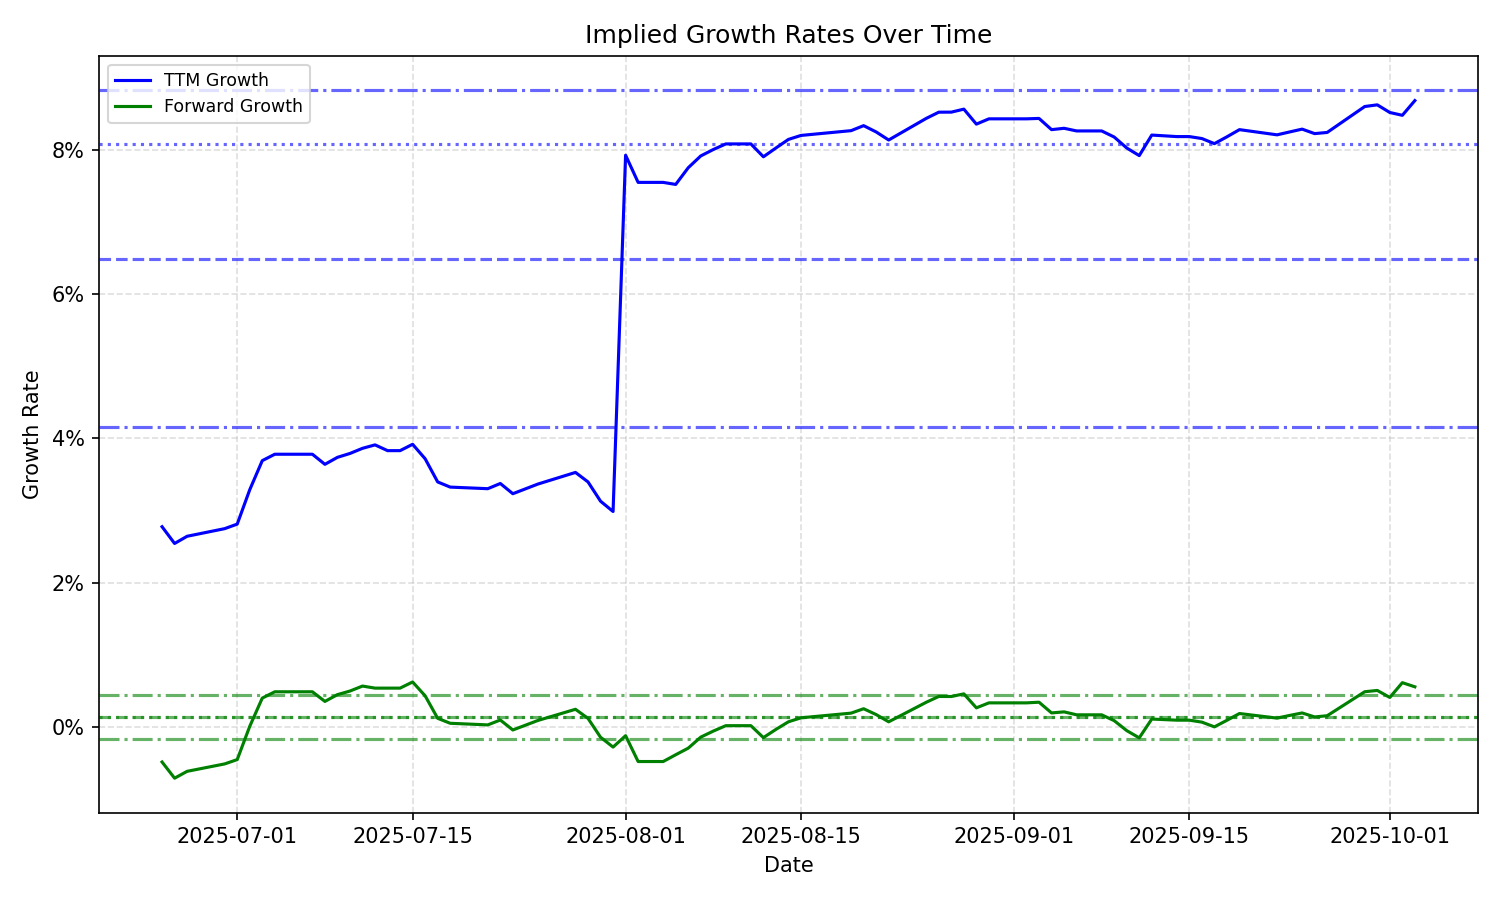 Implied Growth Rates Over Time
TTM Growth
Forward Growth
8%
6%
4%
2%
0%
Growth Rate
2025-07-01
2025-07-15
2025-08-01
2025-08-15
2025-09-01
2025-09-15
2025-10-01
Date